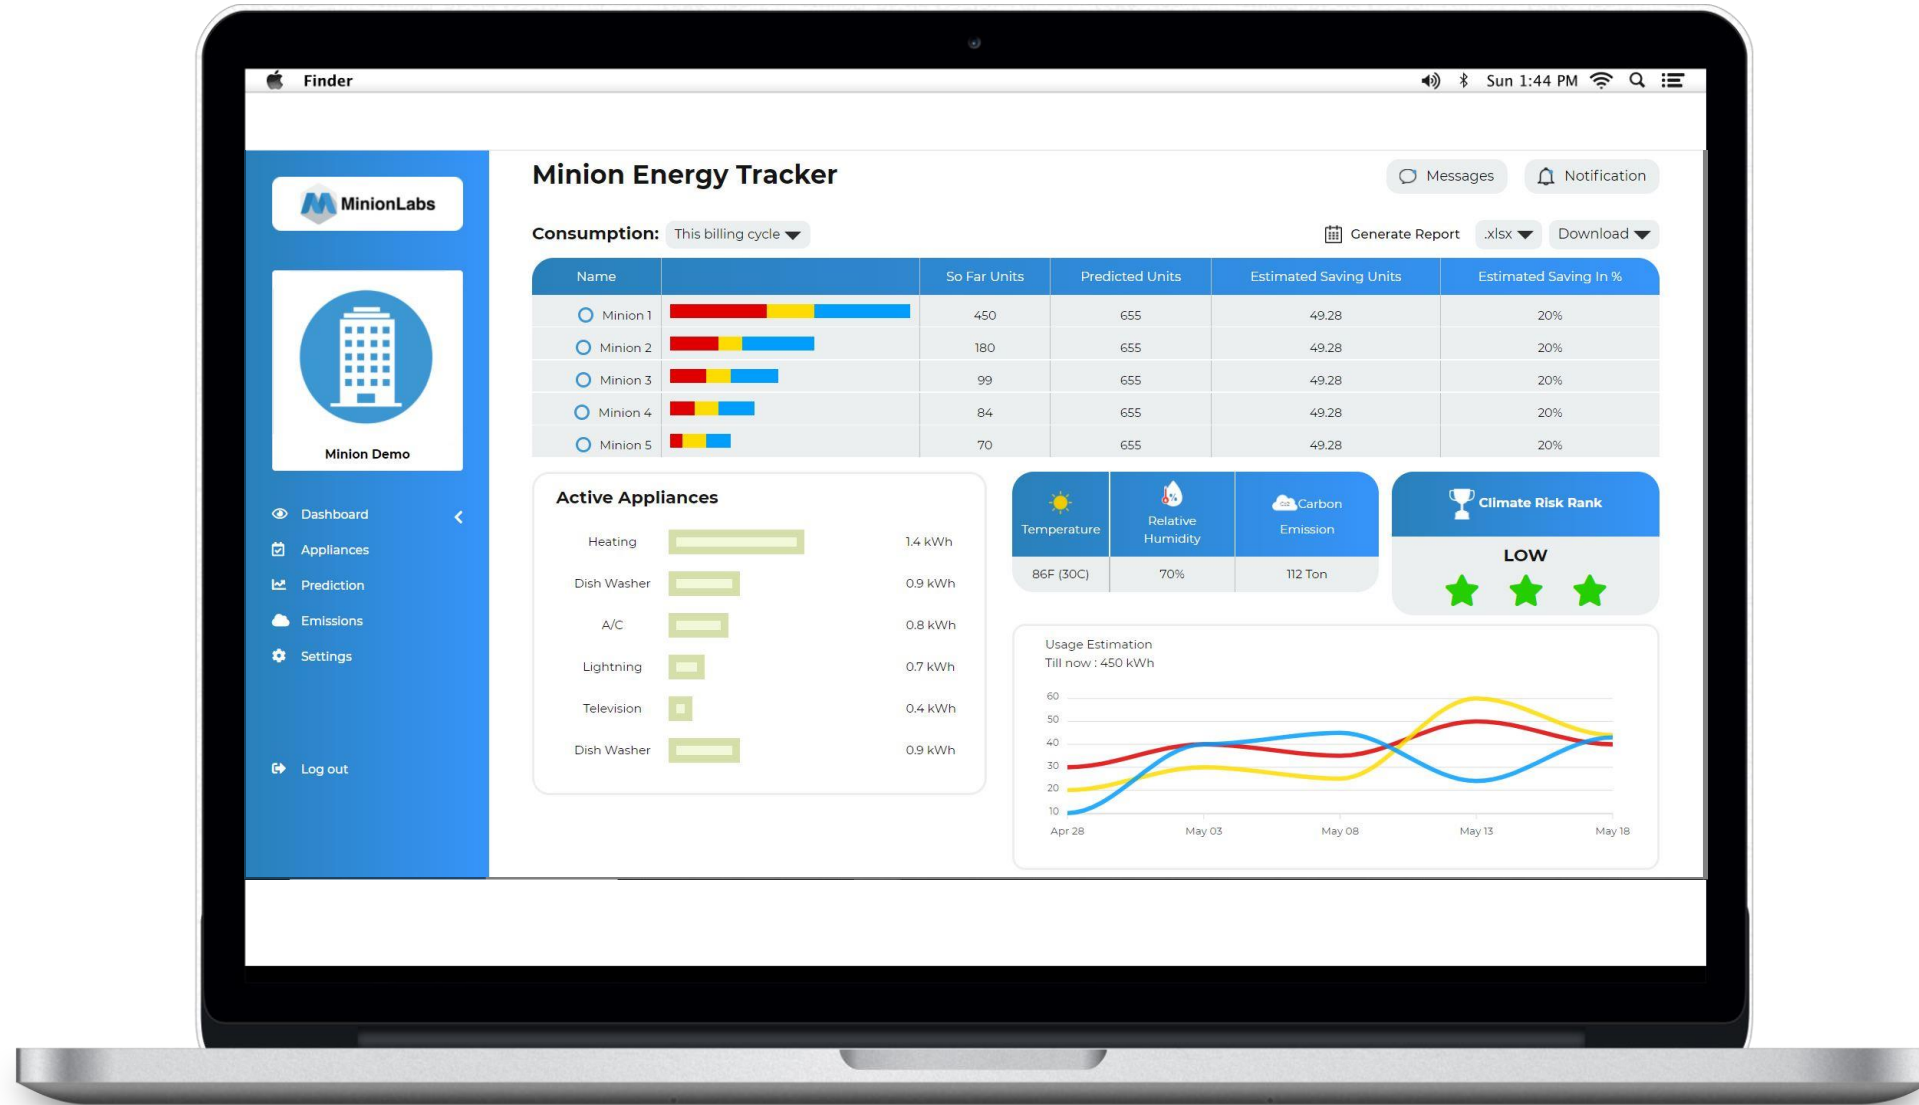 Finder
Sun 1:44 PM
MinionLabs
Minion Demo
Dashboard
Appliances
Prediction
Emissions
Settings
Log out
Minion Energy Tracker
Messages
Notification
Consumption: This billing cycle
Generate Report .xlsx Download
Name So Far Units Predicted Units Estimated Saving Units Estimated Saving In %
Minion 1 450 655 49.28 20%
Minion 2 180 655 49.28 20%
Minion 3 99 655 49.28 20%
Minion 4 84 655 49.28 20%
Minion 5 70 655 49.28 20%
Active Appliances
Heating 1.4 kWh
Dish Washer 0.9 kWh
A/C 0.8 kWh
Lightning 0.7 kWh
Television 0.4 kWh
Dish Washer 0.9 kWh
Temperature
86F (30C)
%
Relative
Humidity
70%
Carbon
Emission
112 Ton
Climate Risk Rank
LOW
Usage Estimation
Till now : 450 kWh
60
50
40
30
20
10
Apr 28 May 03 May 08 May 13 May 18